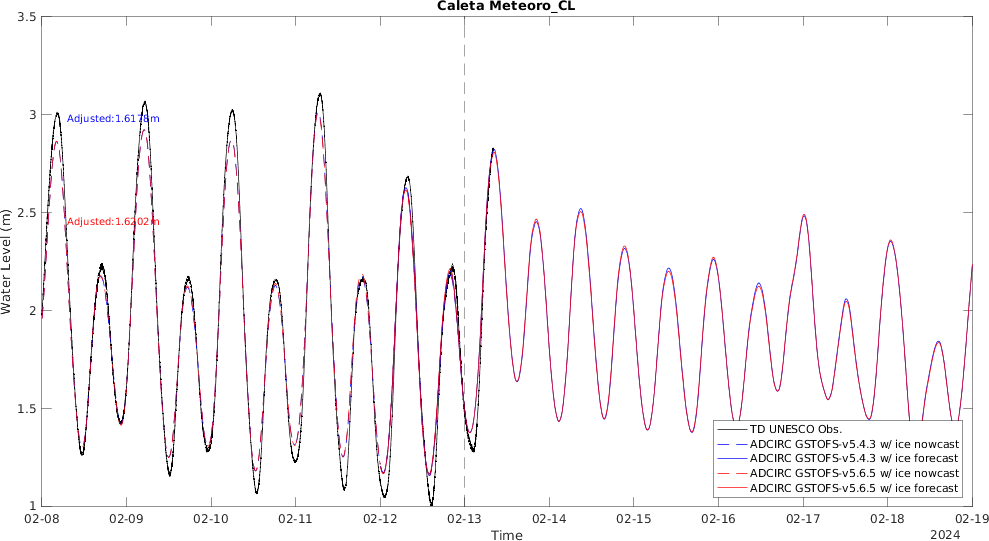 Caleta Meteoro_CL
3.5
3
2.5
2
1.5
1
Water Level (m)
Adjusted:1.6178m
Adjusted:1.6202m
TD UNESCO Obs.
ADCIRC GSTOFS-v5.4.3 w/ ice nowcast
ADCIRC GSTOFS-v5.4.3 w/ ice forecast
ADCIRC GSTOFS-v5.6.5 w/ ice nowcast
ADCIRC GSTOFS-v5.6.5 w/ ice forecast
02-08 02-09 02-10 02-11 02-12 02-13 02-14 02-15 02-16 02-17 02-18 02-19
Time
2024